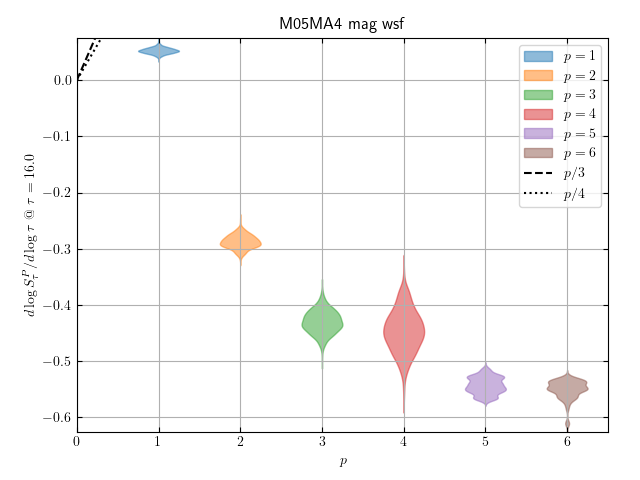 M05MA4 mag wsf
d log S_τ^P / d log τ @ τ = 16.0
0.0
−0.1
−0.2
−0.3
−0.4
−0.5
−0.6
0 1 2 3 4 5 6
p
p = 1
p = 2
p = 3
p = 4
p = 5
p = 6
p/3
p/4